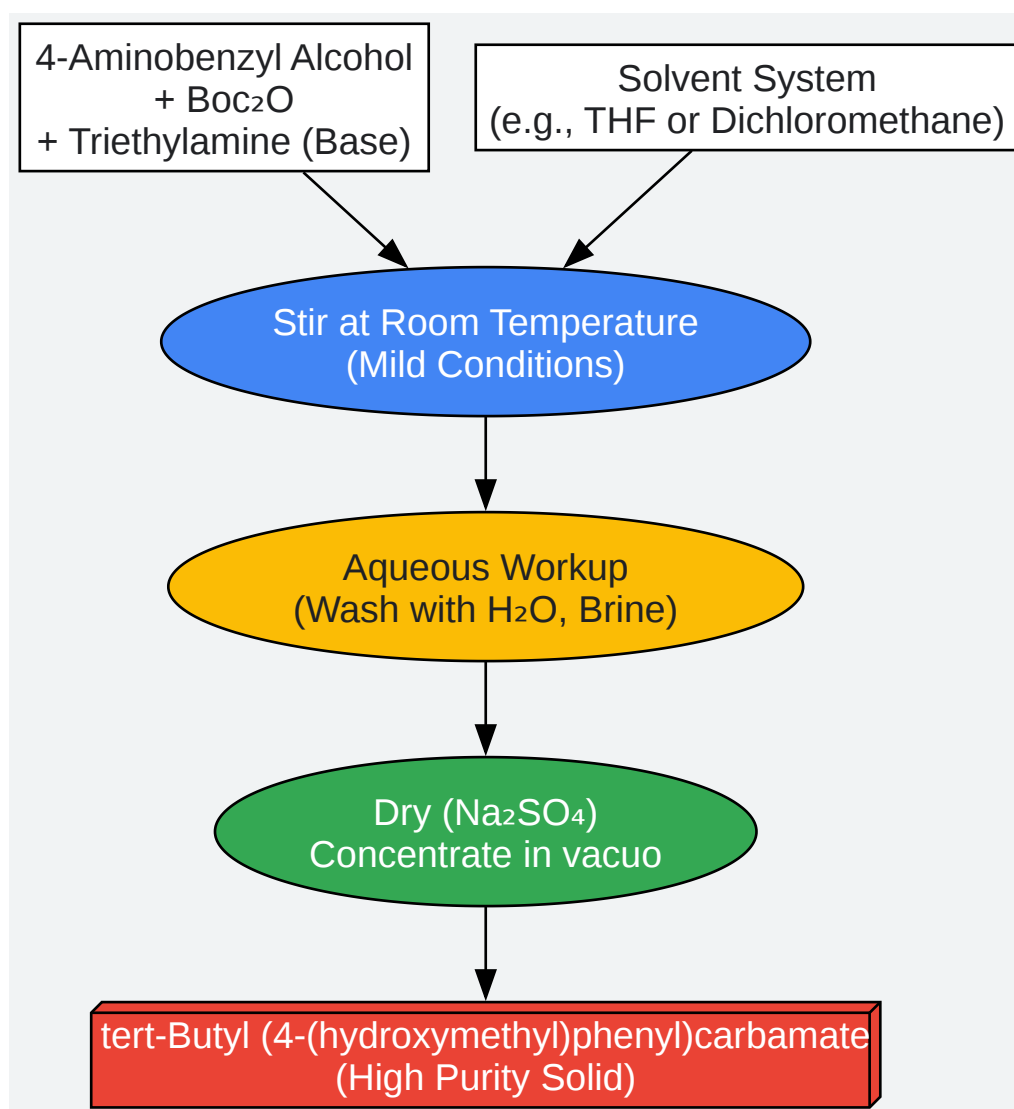 4-Aminobenzyl Alcohol
+ Boc₂O
+ Triethylamine (Base)
Solvent System
(e.g., THF or Dichloromethane)
Stir at Room Temperature
(Mild Conditions)
Aqueous Workup
(Wash with H₂O, Brine)
Dry (Na₂SO₄)
Concentrate in vacuo
tert-Butyl (4-(hydroxymethyl)phenyl)carbamate
(High Purity Solid)